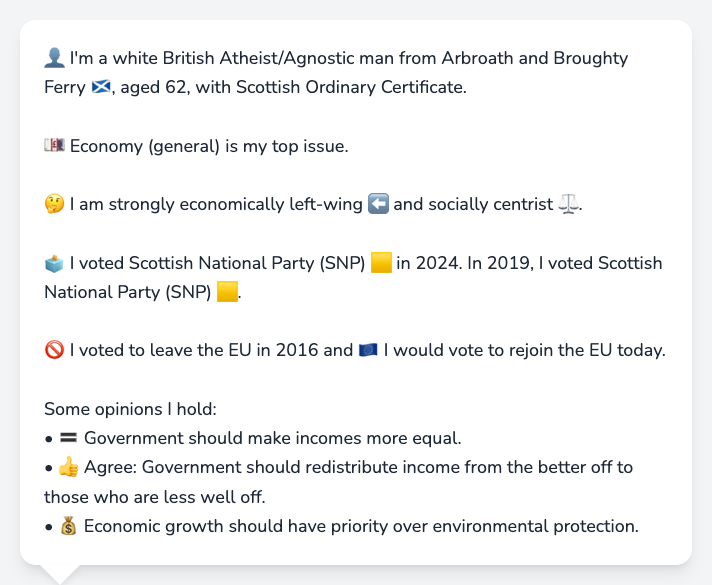 👤 I'm a white British Atheist/Agnostic man from Arbroath and Broughty
Ferry 🏴󠁧󠁢󠁳󠁣󠁴󠁿, aged 62, with Scottish Ordinary Certificate.
💷 Economy (general) is my top issue.
🤔 I am strongly economically left-wing ⬅️ and socially centrist ⚖️.
🗳️ I voted Scottish National Party (SNP) 🟨 in 2024. In 2019, I voted Scottish
National Party (SNP) 🟨.
🚫 I voted to leave the EU in 2016 and 🇪🇺 I would vote to rejoin the EU today.
Some opinions I hold:
• 🟰 Government should make incomes more equal.
• 👍 Agree: Government should redistribute income from the better off to
those who are less well off.
• 💰 Economic growth should have priority over environmental protection.